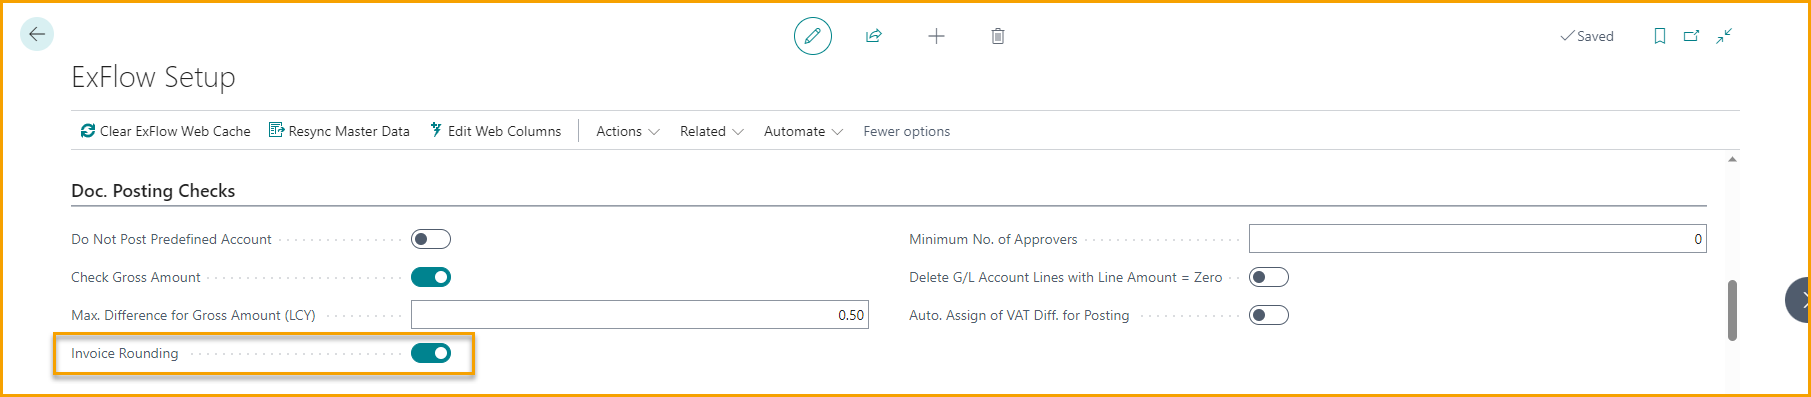 Saved
ExFlow Setup
Clear ExFlow Web Cache Resync Master Data Edit Web Columns Actions Related Automate Fewer options
Doc. Posting Checks
Do Not Post Predefined Account
Check Gross Amount
Max. Difference for Gross Amount (LCY) 0.50
Invoice Rounding
Minimum No. of Approvers 0
Delete G/L Account Lines with Line Amount = Zero
Auto. Assign of VAT Diff. for Posting